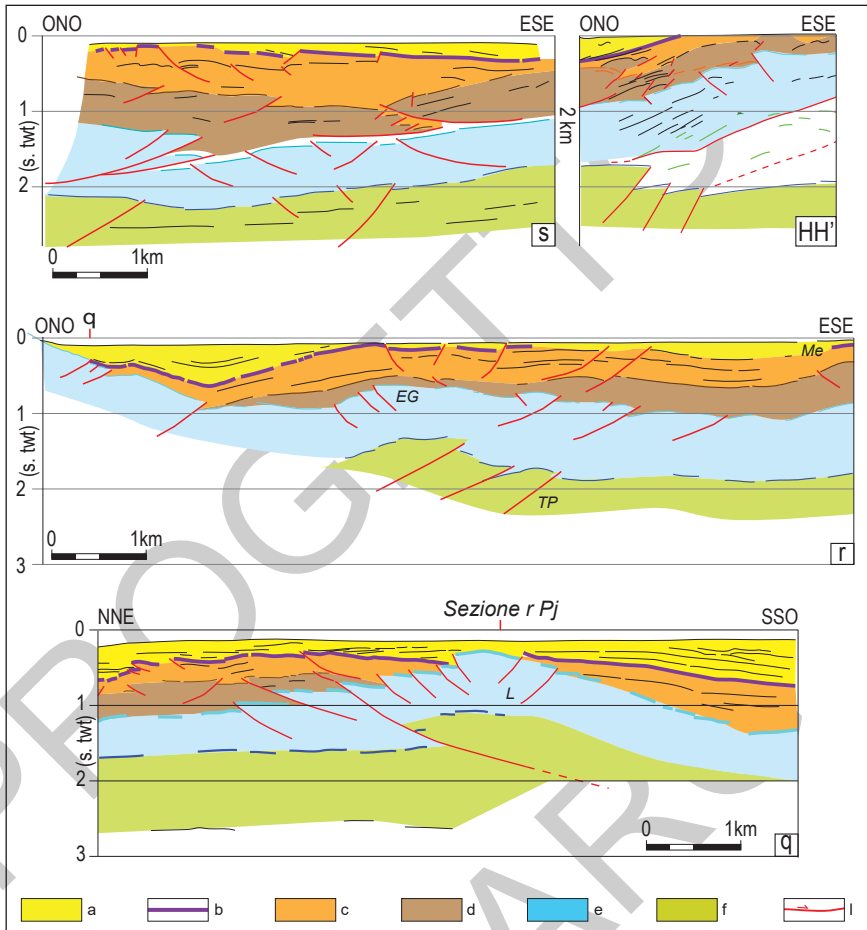 ONO ESE ONO ESE
0
1
2
(s. twt)
2 km
s
HH'
0 1km
ONO q ESE
0
Me
EG
1
(s. twt)
2
TP
0 1km
3
r
NNE Sezione r Pj SSO
0
L
1
(s. twt)
2
0 1km
3
q
a b c d e f l